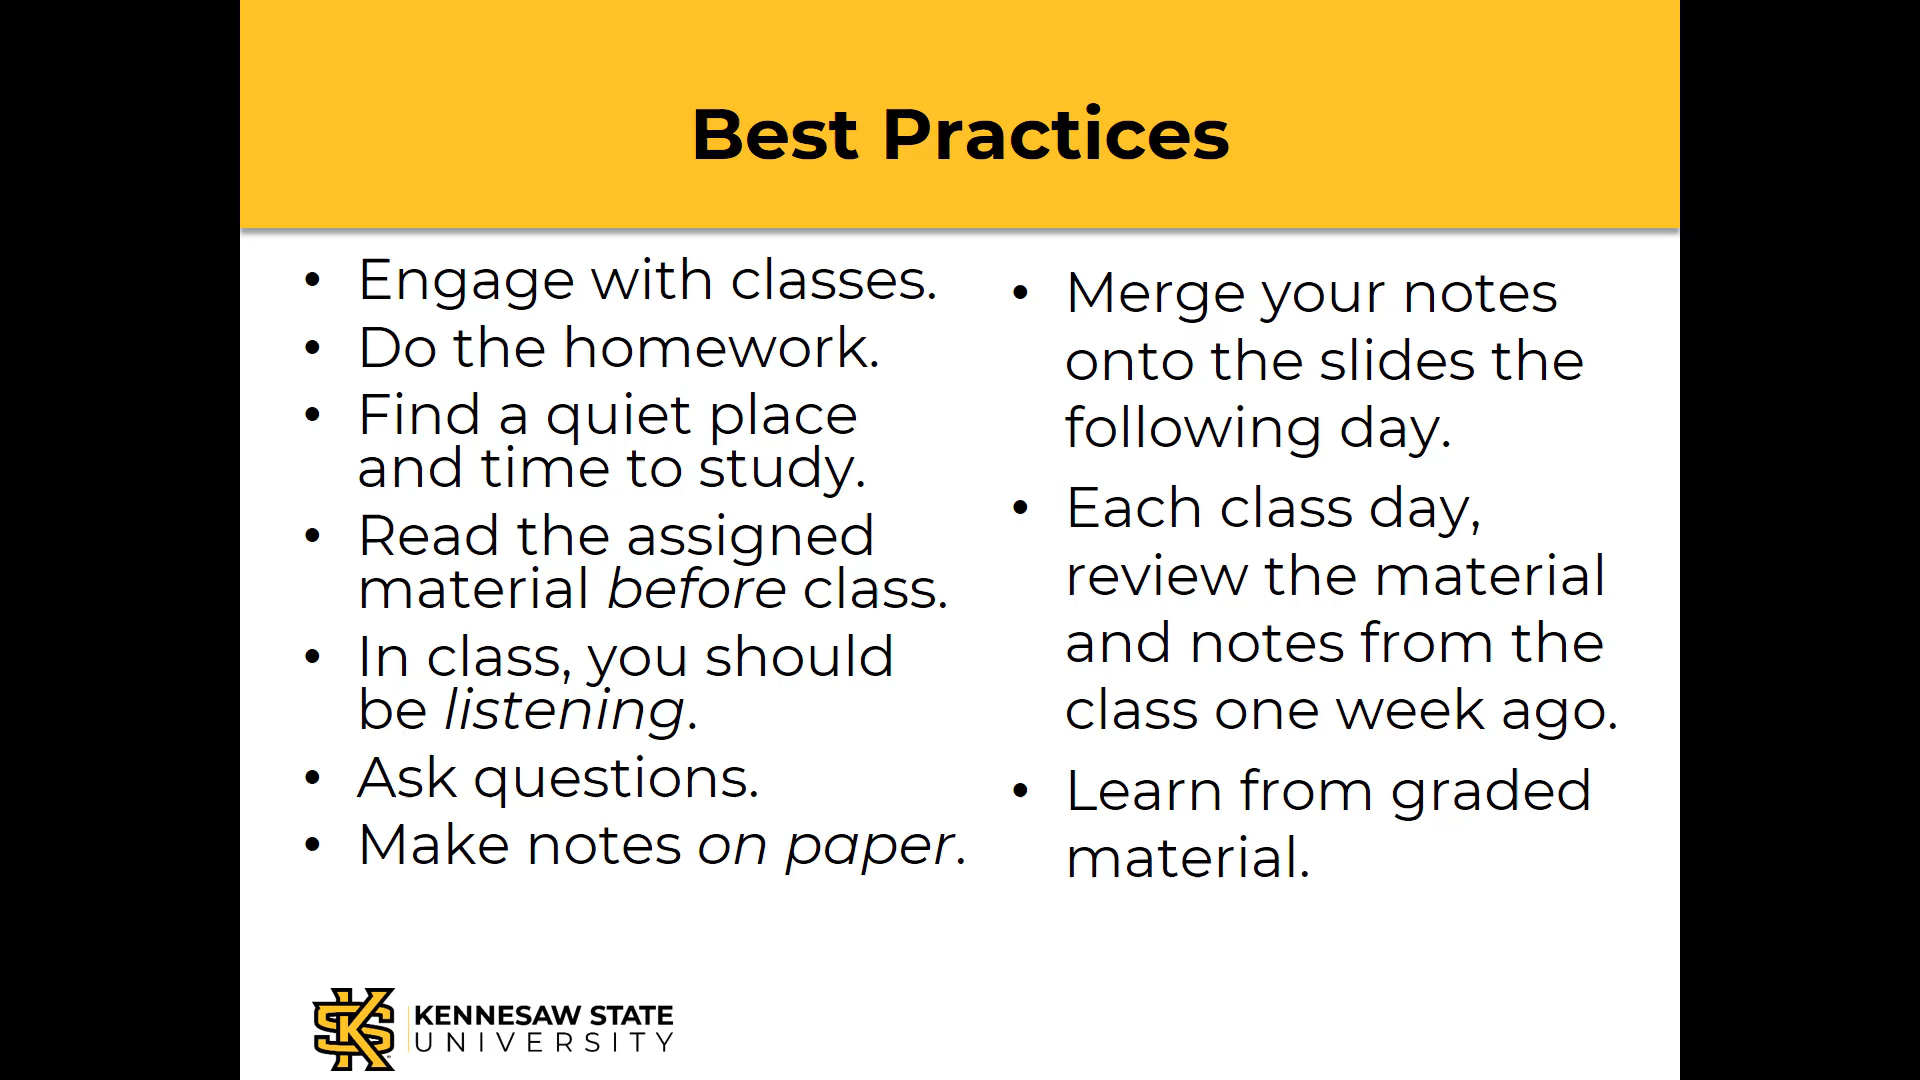 Best Practices
• Engage with classes.
• Do the homework.
• Find a quiet place
and time to study.
• Read the assigned
material before class.
• In class, you should
be listening.
• Ask questions.
• Make notes on paper.
• Merge your notes
onto the slides the
following day.
• Each class day,
review the material
and notes from the
class one week ago.
• Learn from graded
material.
KS
KENNESAW STATE
UNIVERSITY